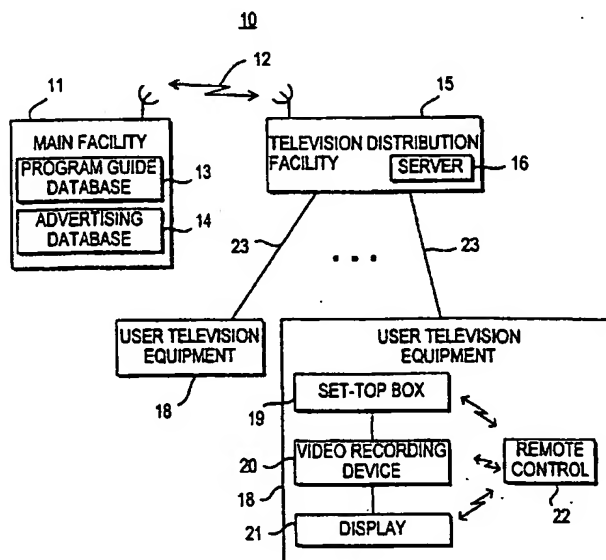 10
12
11
15
MAIN FACILITY
PROGRAM GUIDE
DATABASE
13
ADVERTISING
DATABASE
14
TELEVISION DISTRIBUTION
FACILITY
SERVER
16
23
. . .
23
USER TELEVISION
EQUIPMENT
18
USER TELEVISION
EQUIPMENT
SET-TOP BOX
19
VIDEO RECORDING
DEVICE
20
REMOTE
CONTROL
22
18
DISPLAY
21